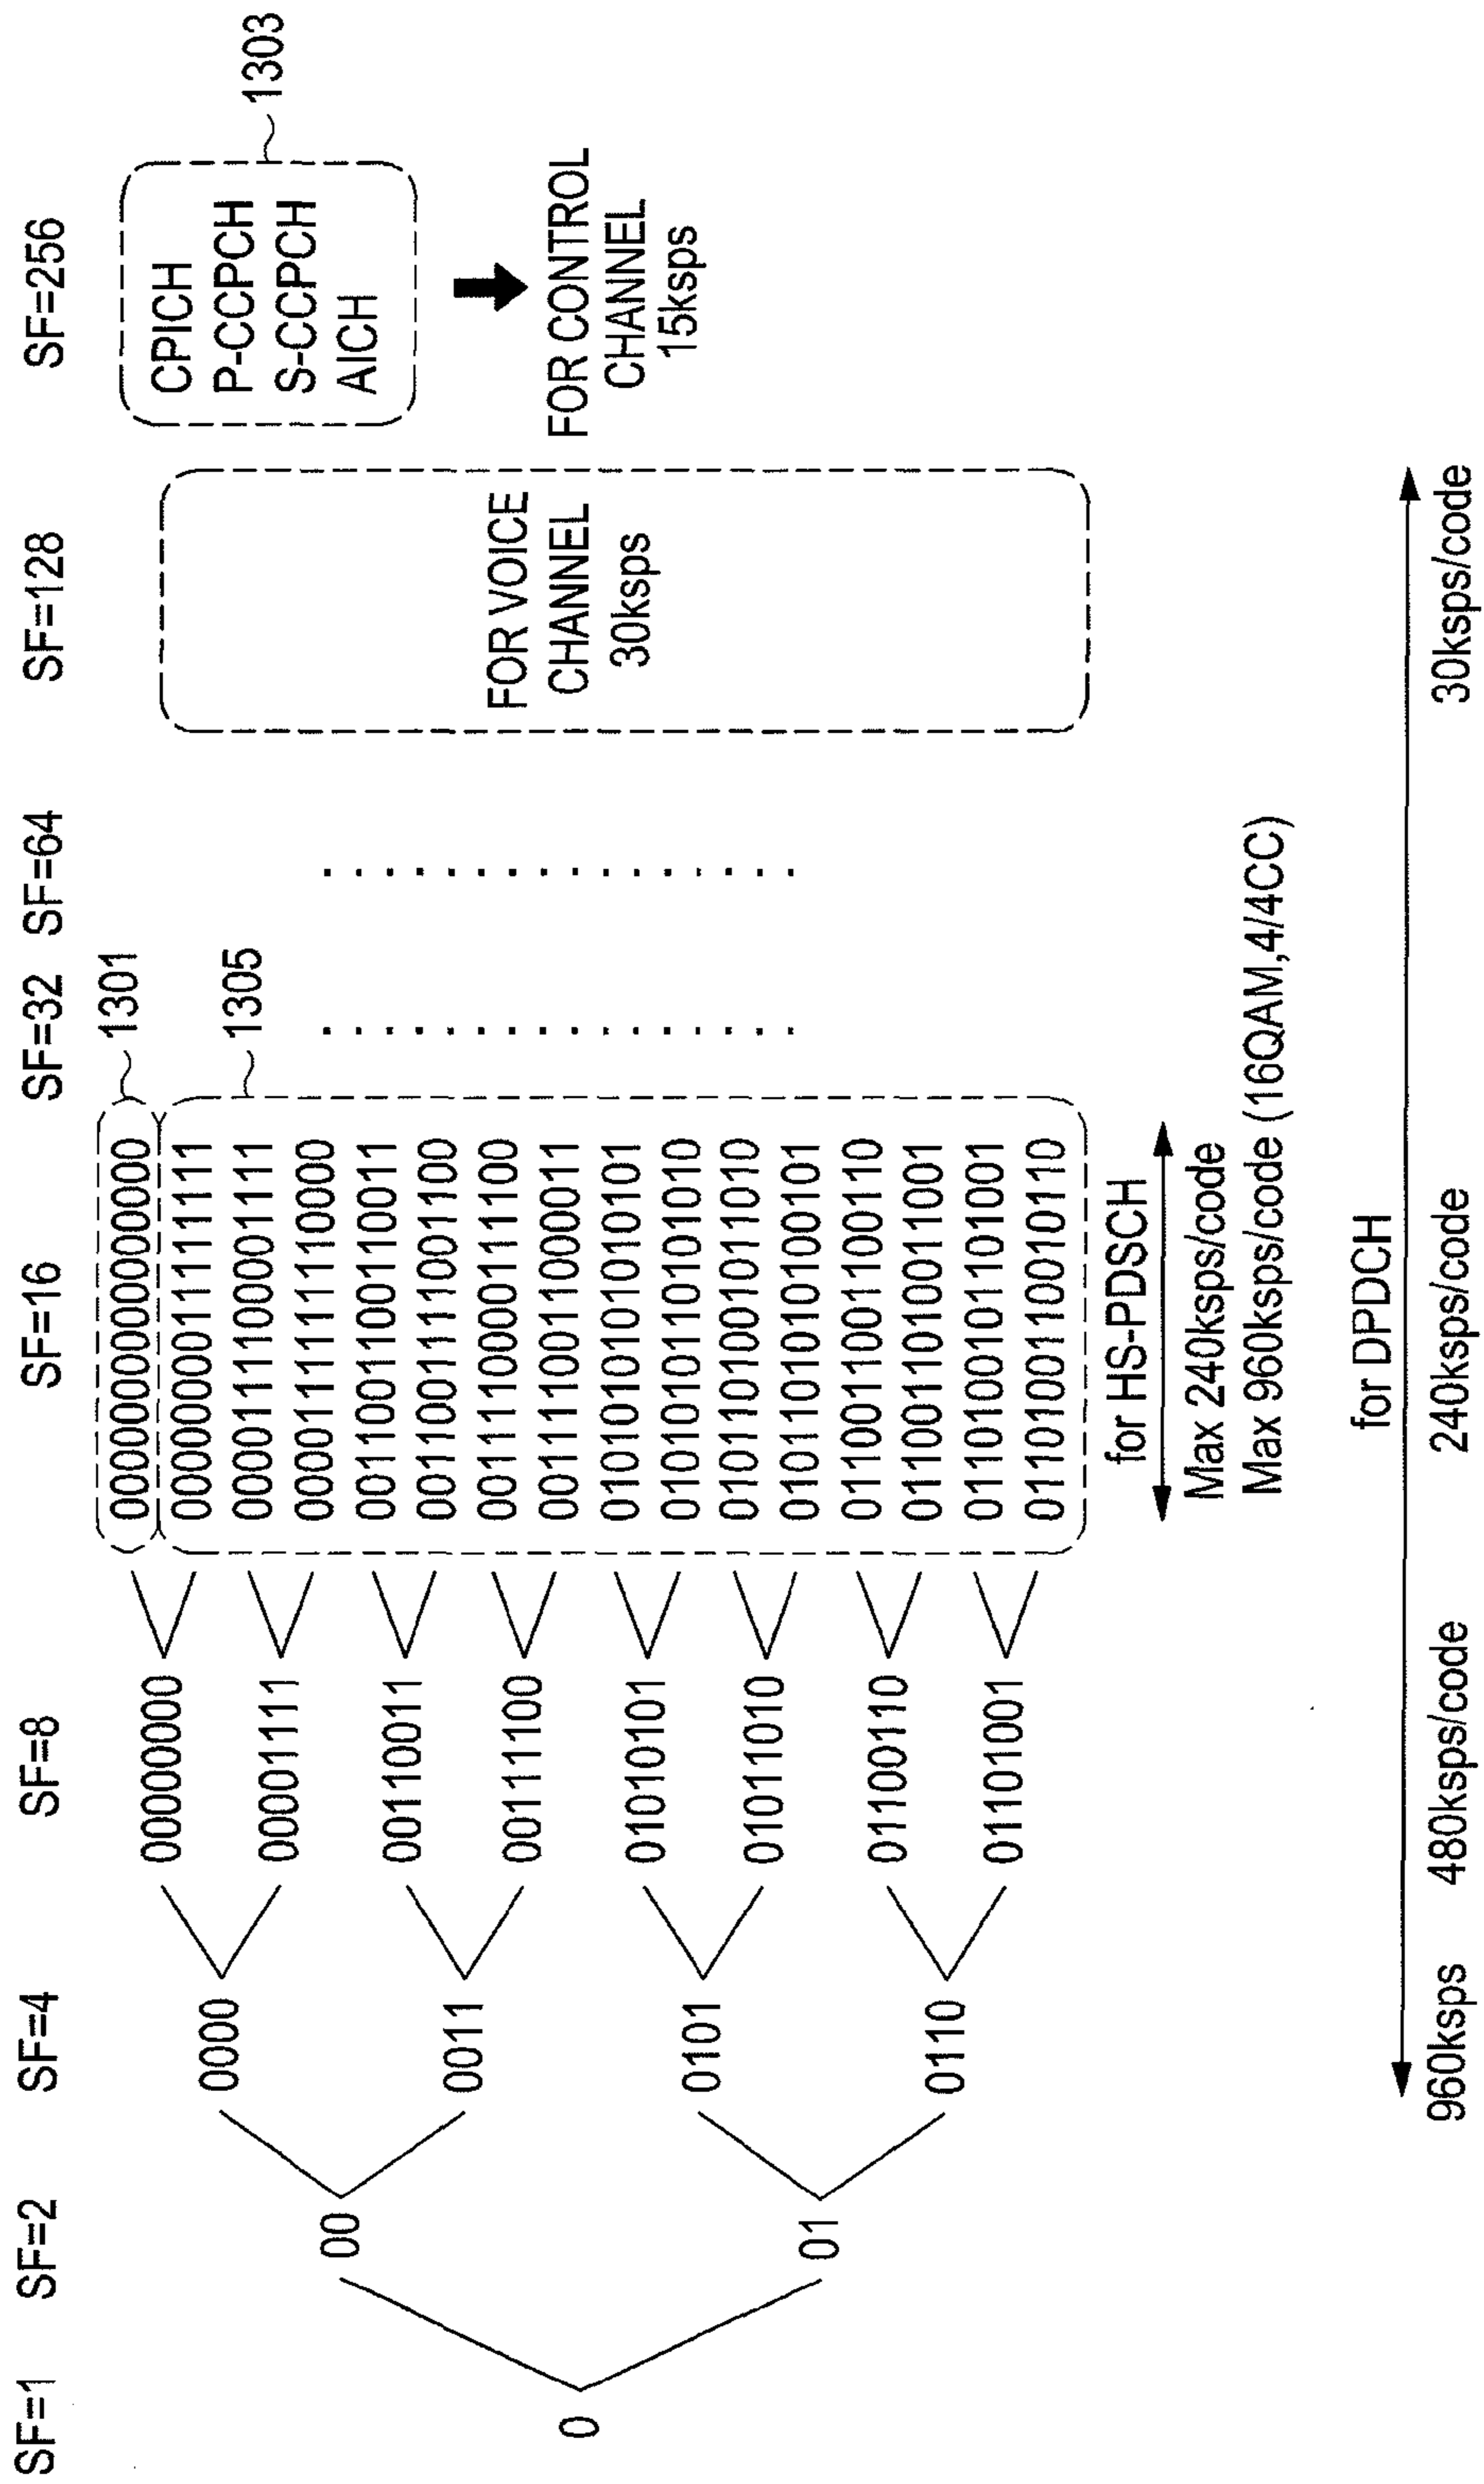 SF=1
SF=2
SF=4
SF=8
SF=16
SF=32
SF=64
SF=128
SF=256
0
00
01
0000
0011
0101
0110
00000000
00001111
00110011
00111100
01010101
01011010
01100110
01101001
0000000000000000
0000000011111111
0000111100001111
0000111111110000
0011001100110011
0011001111001100
0011110000111100
0011110011000011
0101010101010101
0101010110101010
0101101001011010
0101101010100101
0110011001100110
0110011010011001
0110100101101001
0110100110010110
1301
1305
for HS-PDSCH
Max 240ksps/code
Max 960ksps/code (16QAM,4/4CC)
FOR VOICE
CHANNEL
30ksps
CPICH
P-CCPCH
S-CCPCH
AICH
1303
FOR CONTROL
CHANNEL
15ksps
for DPDCH
960ksps
480ksps/code
240ksps/code
30ksps/code